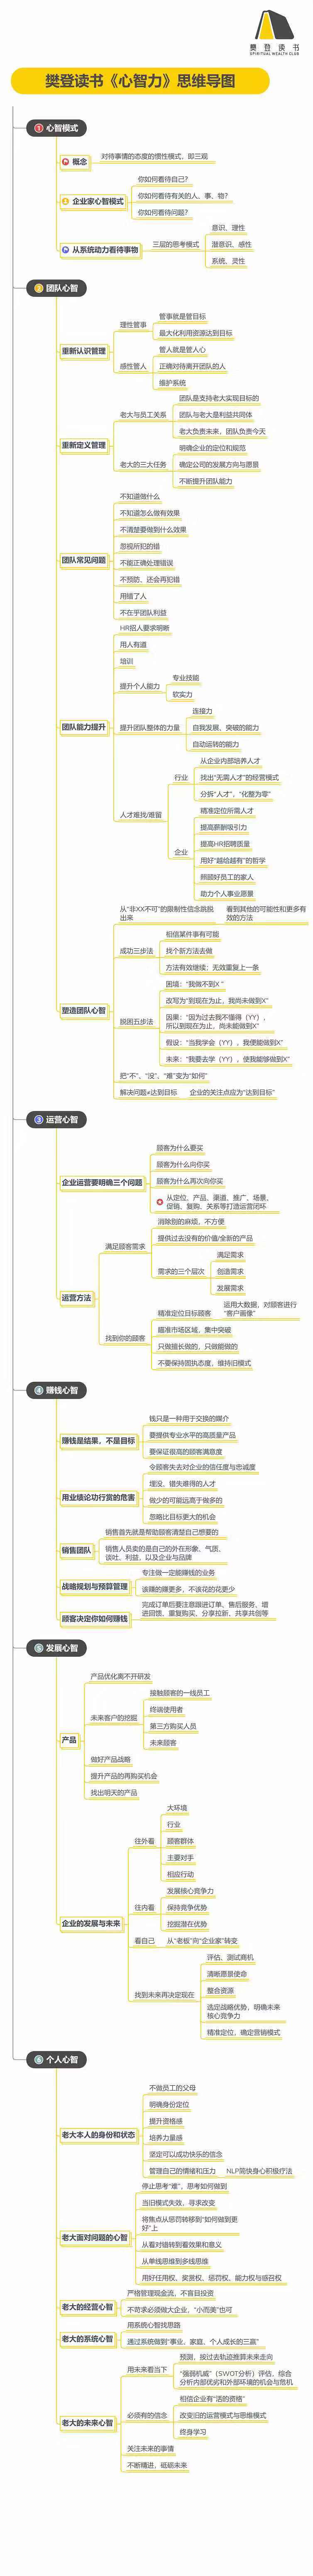 樊登读书
SPIRITUAL WEALTH CLUB
樊登读书《心智力》思维导图
1 心智模式
概念
对待事情的态度的惯性模式，即三观
企业家心智模式
你如何看待自己?
你如何看待有关的人、事、物?
你如何看待问题?
从系统动力看待事物
三层的思考模式
意识、理性
潜意识、感性
系统、灵性
2 团队心智
重新认识管理
理性管事
管事就是管目标
最大化利用资源达到目标
感性管人
管人就是管人心
正确对待离开团队的人
维护系统
重新定义管理
老大与员工关系
团队是支持老大实现目标的
团队与老大是利益共同体
老大负责未来，团队负责今天
老大的三大任务
明确企业的定位和规范
确定公司的发展方向与愿景
不断提升团队能力
团队常见问题
不知道做什么
不知道怎么做有效果
不清楚要做到什么效果
忽视所犯的错
不能正确处理错误
不预防、还会再犯错
用错了人
不在乎团队利益
团队能力提升
HR招人要求明晰
用人有道
培训
提升个人能力
专业技能
软实力
提升团队整体的力量
连接力
自我发展、突破的能力
自动运转的能力
人才难找/难留
行业
从企业内部培养人才
找出“无需人才”的经营模式
分拆“人才”，“化整为零”
企业
精准定位所需人才
提高薪酬吸引力
提高HR招聘质量
用好“越给越有”的哲学
照顾好员工的家人
助力个人事业愿景
塑造团队心智
从“非XX不可”的限制性信念跳脱
出来
看到其他的可能性和更多有
效的方法
成功三步法
相信某件事有可能
找个新方法去做
方法有效继续；无效重复上一条
脱困五步法
困境：“我做不到X ”
改写为“到现在为止，我尚未做到X”
因果：“因为过去我不懂得（YY），
所以到现在为止，尚未能做到X”
假设：“当我学会（YY），我便能做到X”
未来：“我要去学（YY），使我能够做到X”
把“不”、“没”、“难”变为“如何”
解决问题≠达到目标
企业的关注点应为“达到目标”
3 运营心智
企业运营要明确三个问题
顾客为什么要买
顾客为什么向你买
顾客为什么再次向你买
从定位、产品、渠道、推广、场景、
促销、复购、关系等打造运营闭环
运营方法
满足顾客需求
消除别的麻烦，不方便
提供过去没有的价值/全新的产品
需求的三个层次
满足需求
创造需求
发展需求
找到你的顾客
精准定位目标顾客
运用大数据，对顾客进行
“客户画像”
瞄准市场区域，集中突破
只做擅长做的，只做能做的
不要保持固执态度，维持旧模式
4 赚钱心智
赚钱是结果，不是目标
钱只是一种用于交换的媒介
要提供专业水平的高质量产品
要保证很高的顾客满意度
用业绩论功行赏的危害
令顾客失去对企业的信任度与忠诚度
埋没、错失难得的人才
做少的可能远高于做多的
忽略比目标更大的机会
销售团队
销售首先就是帮助顾客清楚自己想要的
销售人员卖的是自己的外在形象、气质、
谈吐、利益，以及企业与品牌
战略规划与预算管理
专注做一定能赚钱的业务
该赚的赚更多，不该花的花更少
顾客决定你如何赚钱
完成订单后要注意跟进订单、售后服务、增
进回馈、重复购买、分享拉新、共享共创等
5 发展心智
产品
产品优化离不开研发
未来客户的挖掘
接触顾客的一线员工
终端使用者
第三方购买人员
未来顾客
做好产品战略
提升产品的再购买机会
找出明天的产品
企业的发展与未来
往外看
大环境
行业
顾客群体
主要对手
相应行动
往内看
发展核心竞争力
保持竞争优势
挖掘潜在优势
看自己
从“老板”向“企业家”转变
找到未来再决定现在
评估、测试商机
清晰愿景使命
整合资源
选定战略优势，明确未来
核心竞争力
精准定位，确定营销模式
6 个人心智
老大本人的身份和状态
不做员工的父母
明确身份定位
提升资格感
培养力量感
坚定可以成功快乐的信念
管理自己的情绪和压力
NLP简快身心积极疗法
老大面对问题的心智
停止思考“难”，思考如何做到
当旧模式失效，寻求改变
将焦点从惩罚转移到“如何做到更
好”上
从看对错转到看效果和意义
从单线思维到多线思维
用好任用权、奖赏权、惩罚权、能力权与感召权
老大的经营心智
严格管理现金流，不盲目投资
不苛求必须做大企业，“小而美”也可
老大的系统心智
用系统心智找思路
通过系统做到“事业、家庭、个人成长的三赢”
老大的未来心智
用未来看当下
预测、按过去轨迹推算未来走向
“强弱机威”（SWOT分析）评估，综合
分析内部优劣和外部环境的机会与危机
必须有的信念
相信企业有“活的资格”
改变旧的运营模式与思维模式
终身学习
关注未来的事情
不断精进，砥砺未来